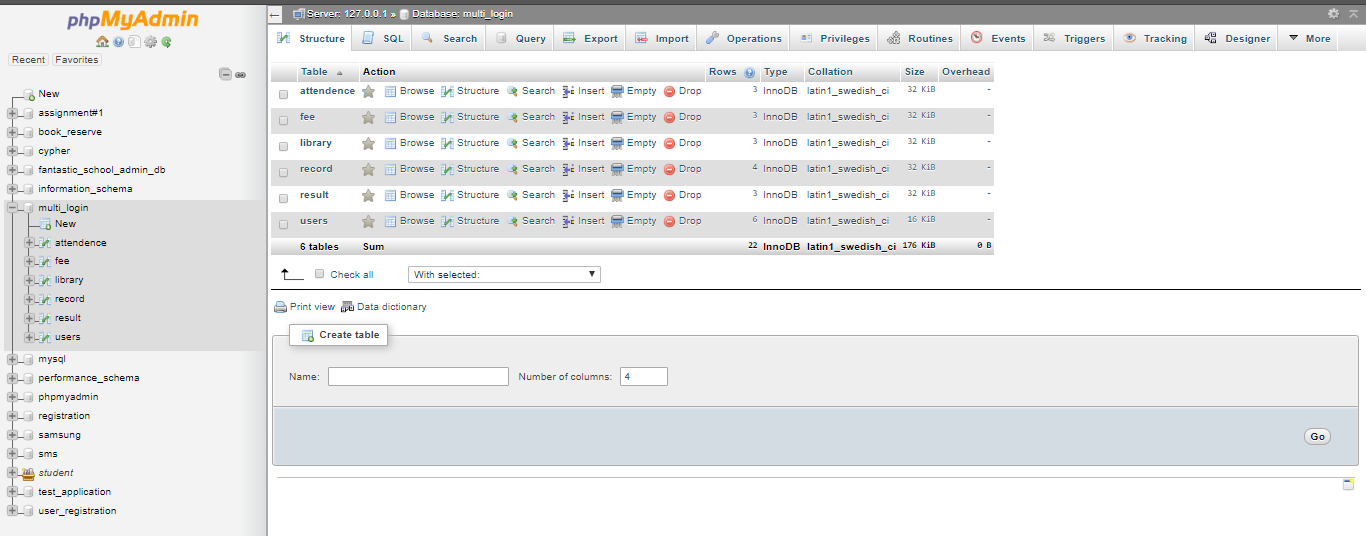 phpMyAdmin
Recent Favorites
New
assignment#1
book_reserve
cypher
fantastic_school_admin_db
information_schema
multi_login
New
attendence
fee
library
record
result
users
mysql
performance_schema
phpmyadmin
registration
samsung
sms
student
test_application
user_registration
Server: 127.0.0.1 » Database: multi_login
Structure SQL Search Query Export Import Operations Privileges Routines Events Triggers Tracking Designer More
Table Action Rows Type Collation Size Overhead
attendence Browse Structure Search Insert Empty Drop 3 InnoDB latin1_swedish_ci 32 KiB -
fee Browse Structure Search Insert Empty Drop 3 InnoDB latin1_swedish_ci 32 KiB -
library Browse Structure Search Insert Empty Drop 3 InnoDB latin1_swedish_ci 32 KiB -
record Browse Structure Search Insert Empty Drop 4 InnoDB latin1_swedish_ci 32 KiB -
result Browse Structure Search Insert Empty Drop 3 InnoDB latin1_swedish_ci 32 KiB -
users Browse Structure Search Insert Empty Drop 6 InnoDB latin1_swedish_ci 16 KiB -
6 tables Sum 22 InnoDB latin1_swedish_ci 176 KiB 0 B
Check all With selected:
Print view Data dictionary
Create table
Name: Number of columns: 4
Go